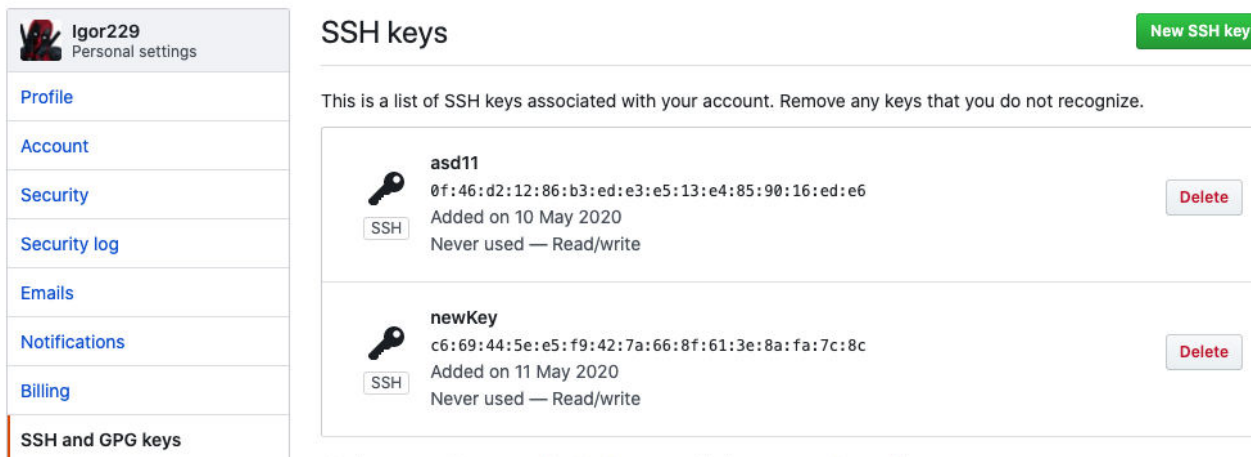 Igor229
Personal settings
Profile
Account
Security
Security log
Emails
Notifications
Billing
SSH and GPG keys
SSH keys
New SSH key
This is a list of SSH keys associated with your account. Remove any keys that you do not recognize.
asd11
0f:46:d2:12:86:b3:ed:e3:e5:13:e4:85:90:16:ed:e6
SSH
Added on 10 May 2020
Never used — Read/write
Delete
newKey
c6:69:44:5e:e5:f9:42:7a:66:8f:61:3e:8a:fa:7c:8c
SSH
Added on 11 May 2020
Never used — Read/write
Delete